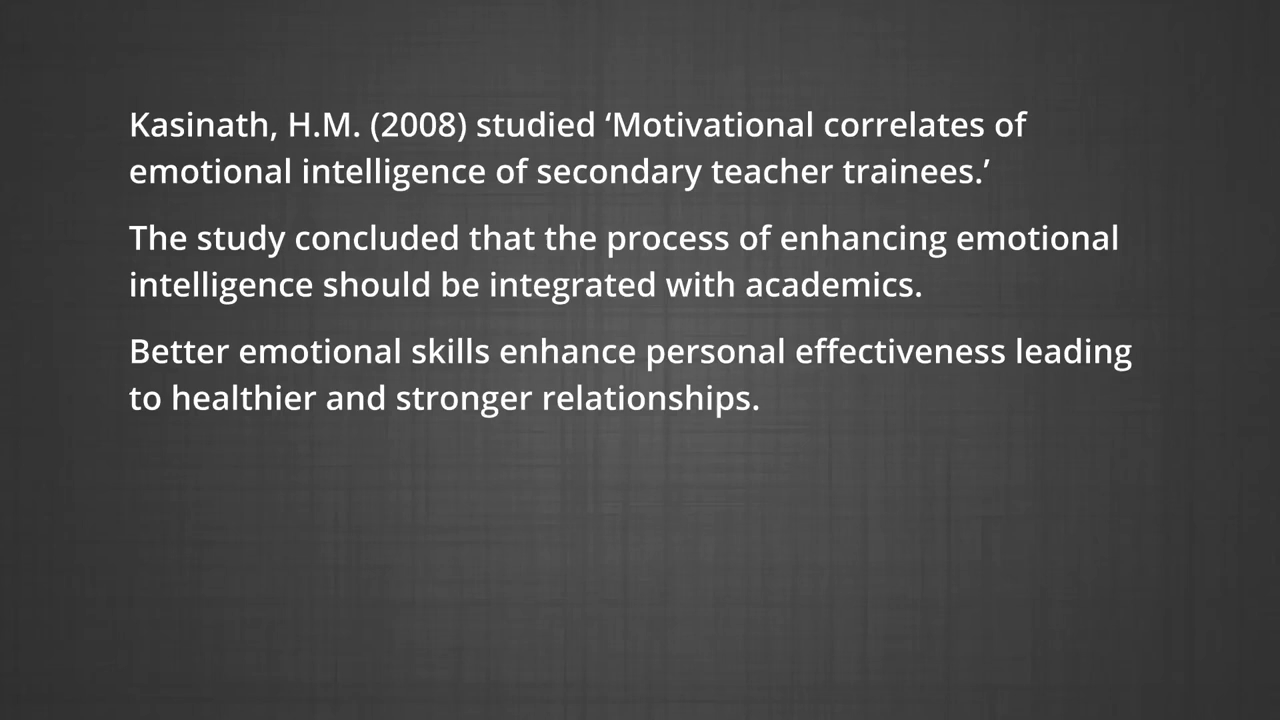 Kasinath, H.M. (2008) studied ‘Motivational correlates of
emotional intelligence of secondary teacher trainees.’
The study concluded that the process of enhancing emotional
intelligence should be integrated with academics.
Better emotional skills enhance personal effectiveness leading
to healthier and stronger relationships.